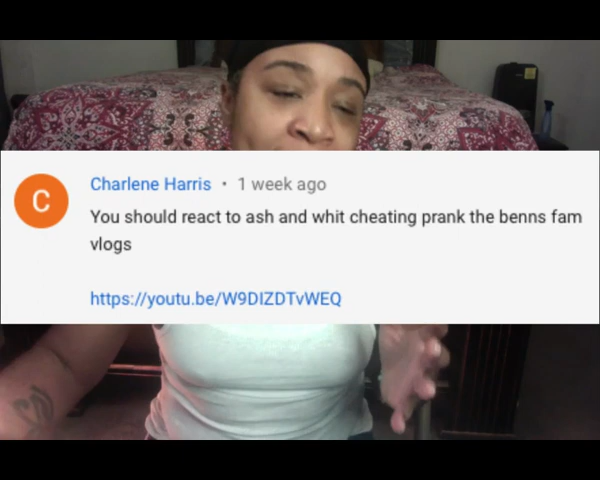 C
Charlene Harris • 1 week ago
You should react to ash and whit cheating prank the benns fam
vlogs
https://youtu.be/W9DIZDTvWEQ